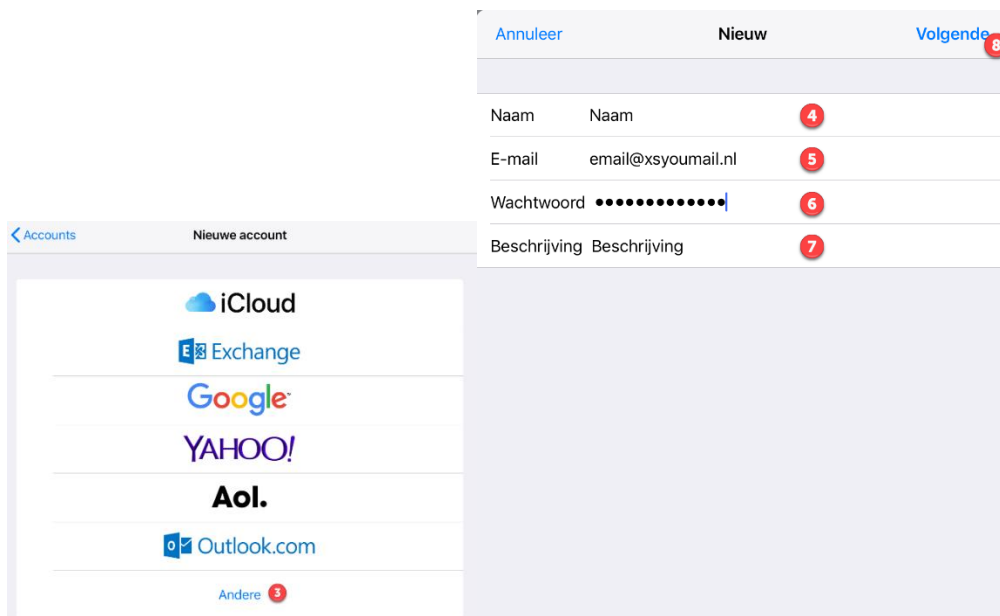 Accounts Nieuwe account
iCloud
E Exchange
Google
YAHOO!
Aol.
Outlook.com
Andere 3
Annuleer Nieuw Volgende 8
Naam Naam 4
E-mail email@xsyoumail.nl 5
Wachtwoord ●●●●●●●●●●●●● 6
Beschrijving Beschrijving 7